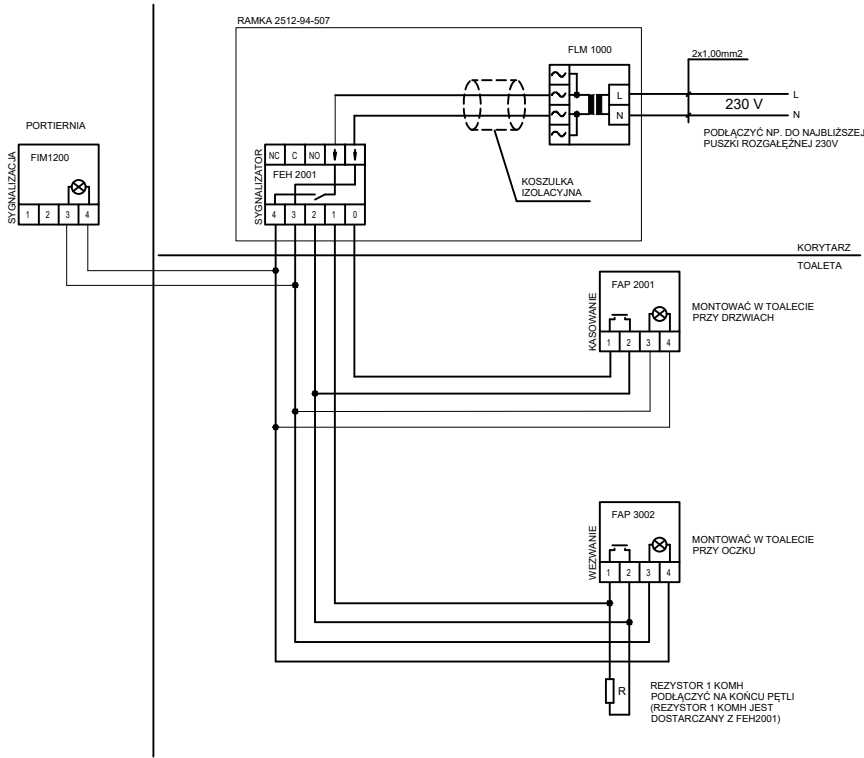 RAMKA 2512-94-507
FLM 1000
2x1,00mm2
L
N
L
N
230 V
PODŁĄCZYĆ NP. DO NAJBLIŻSZEJ
PUSZKI ROZGAŁĘŹNEJ 230V
KOSZULKA
IZOLACYJNA
PORTIERNIA
SYGNALIZACJA
FIM1200
1 2 3 4
SYGNALIZATOR
NC C NO
FEH 2001
4 3 2 1 0
KORYTARZ
TOALETA
KASOWANIE
FAP 2001
1 2 3 4
MONTOWAĆ W TOALECIE
PRZY DRZWIACH
WEZWANIE
FAP 3002
1 2 3 4
MONTOWAĆ W TOALECIE
PRZY OCZKU
R
REZYSTOR 1 KOMH
PODŁĄCZYĆ NA KOŃCU PĘTLI
(REZYSTOR 1 KOMH JEST
DOSTARCZANY Z FEH2001)